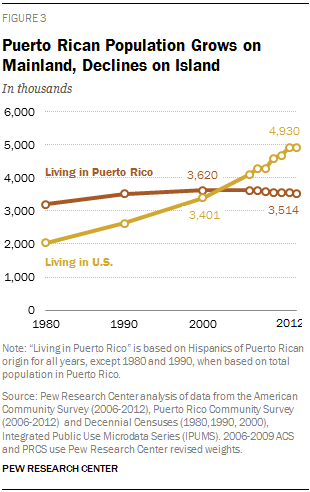 FIGURE 3
Puerto Rican Population Grows on
Mainland, Declines on Island
In thousands
6,000
5,000
4,000
3,000
2,000
1,000
0
4,930
Living in Puerto Rico
3,620
3,401
3,514
Living in U.S.
1980
1990
2000
2012
Note: “Living in Puerto Rico” is based on Hispanics of Puerto Rican
origin for all years, except 1980 and 1990, when based on total
population in Puerto Rico.
Source: Pew Research Center analysis of data from the American
Community Survey (2006-2012), Puerto Rico Community Survey
(2006-2012) and Decennial Censuses (1980,1990, 2000),
Integrated Public Use Microdata Series (IPUMS). 2006-2009 ACS
and PRCS use Pew Research Center revised weights.
PEW RESEARCH CENTER